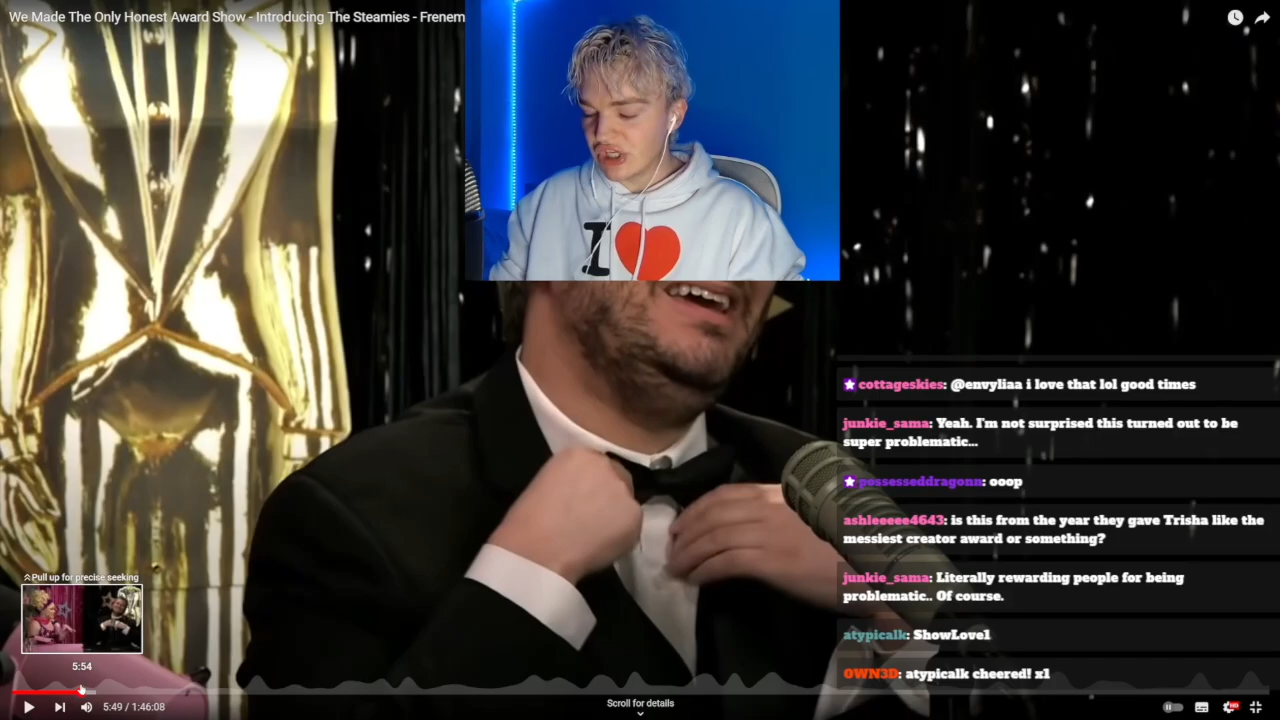 We Made The Only Honest Award Show - Introducing The Steamies - Frenem
I
cottageskies: @envyliaa i love that lol good times
junkie_sama: Yeah. I'm not surprised this turned out to be
super problematic...
possesseddragonn: ooop
ashleeeee4643: is this from the year they gave Trisha like the
messiest creator award or something?
junkie_sama: Literally rewarding people for being
problematic.. Of course.
atypicalk: ShowLove1
OWN3D: atypicalk cheered! x1
Pull up for precise seeking
5:54
5:49 / 1:46:08
Scroll for details
HD